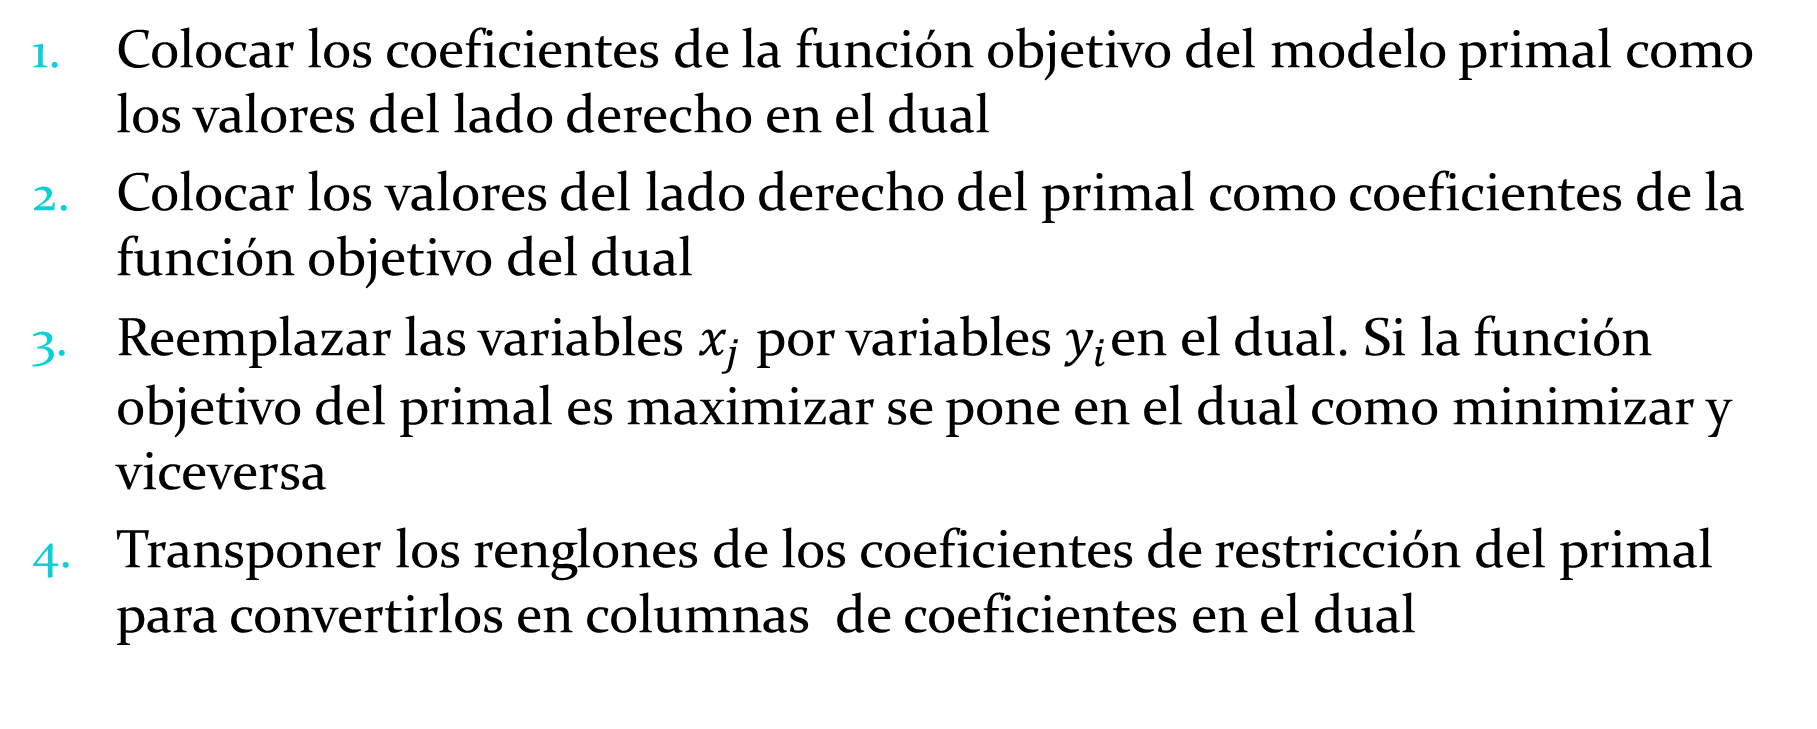 1. Colocar los coeficientes de la función objetivo del modelo primal como
los valores del lado derecho en el dual
2. Colocar los valores del lado derecho del primal como coeficientes de la
función objetivo del dual
3. Reemplazar las variables xⱼ por variables yᵢ en el dual. Si la función
objetivo del primal es maximizar se pone en el dual como minimizar y
viceversa
4. Transponer los renglones de los coeficientes de restricción del primal
para convertirlos en columnas de coeficientes en el dual